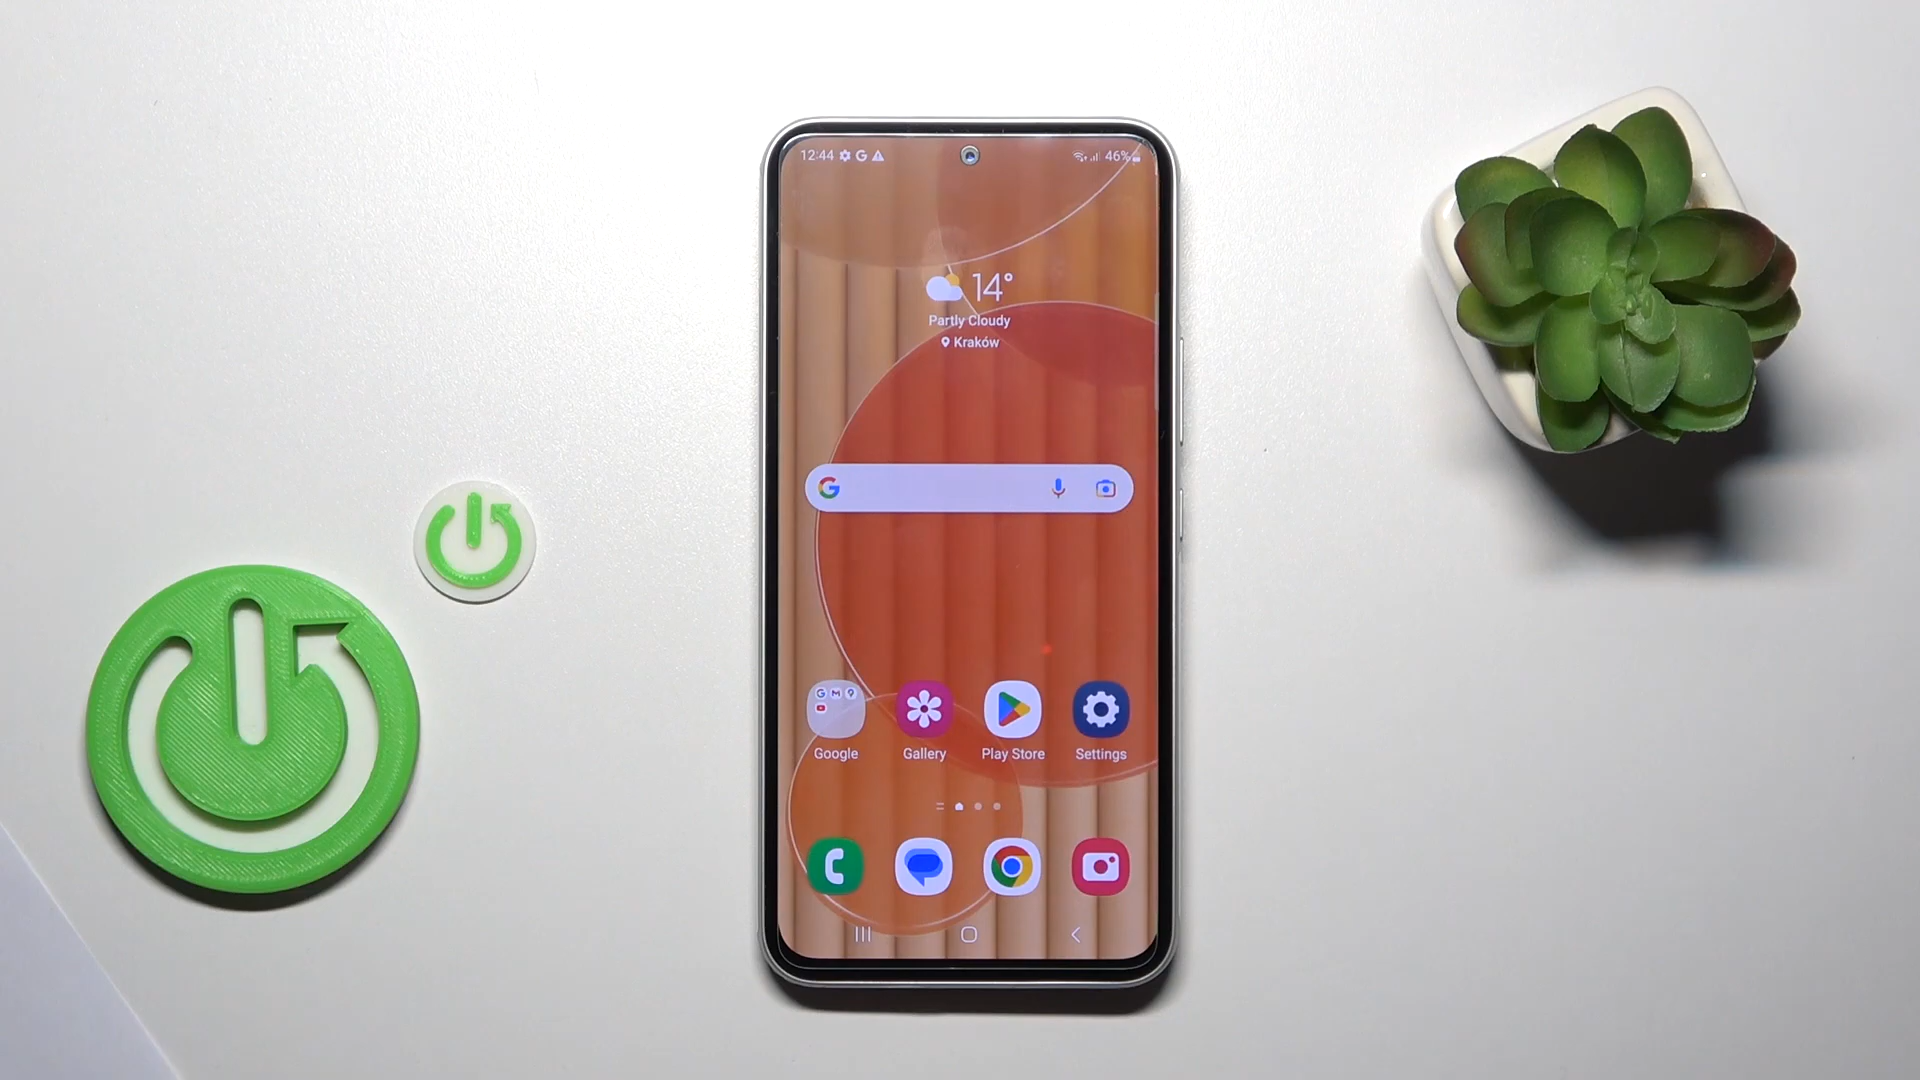 12:44 G
46%
14°
Partly Cloudy
Kraków
G
G M
Google
Gallery
Play Store
Settings